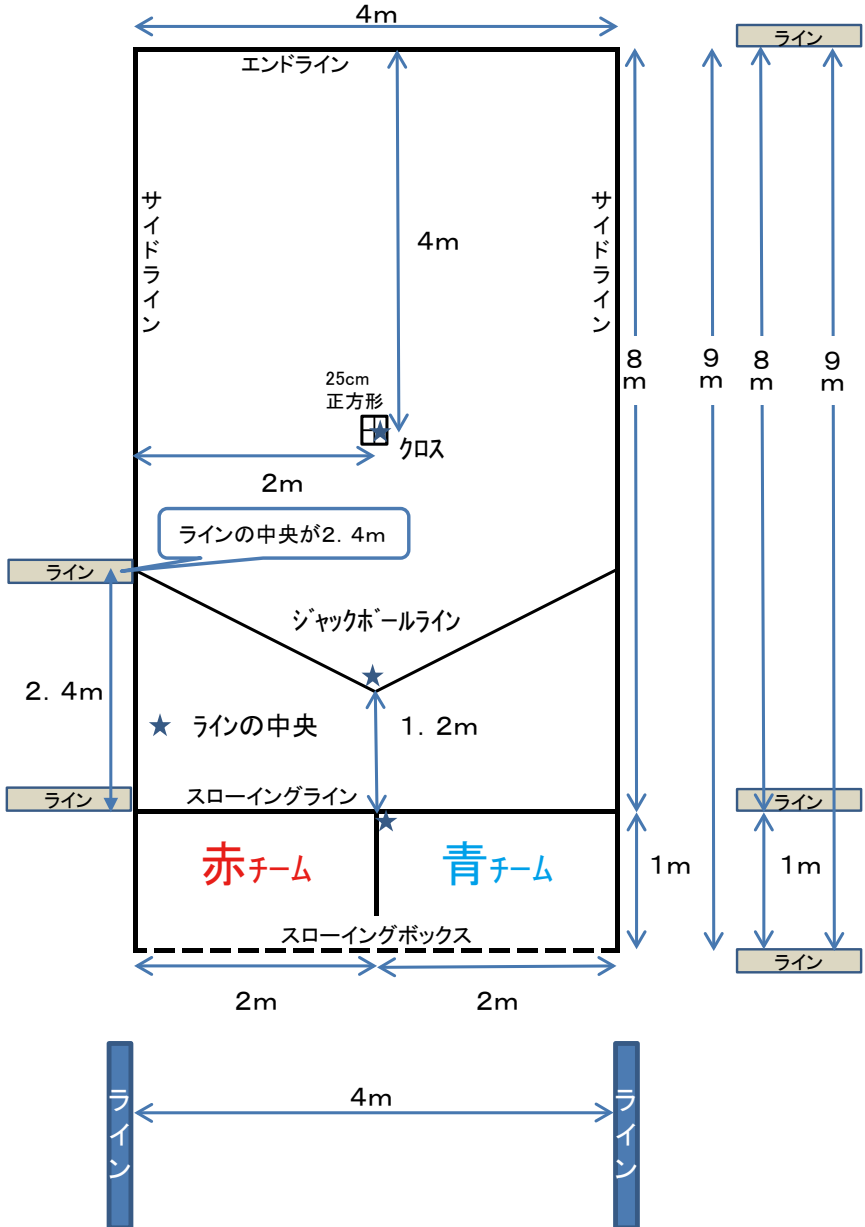 4m
ライン
エンドライン
サイドライン
サイドライン
4m
8m
9m
8m
9m
25cm
正方形
クロス
2m
ラインの中央が2．4m
ライン
ジャックボールライン
2．4m
★ ラインの中央
1．2m
ライン
スローイングライン
ライン
赤チーム
青チーム
1m
1m
スローイングボックス
ライン
2m
2m
ライン
4m
ライン